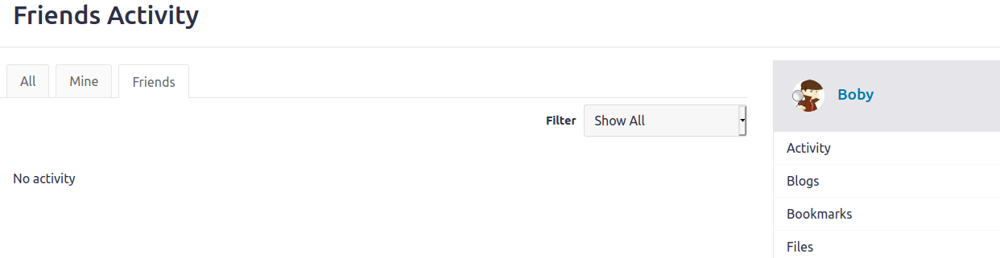 Friends Activity
All
Mine
Friends
Filter
Show All
No activity
Boby
Activity
Blogs
Bookmarks
Files